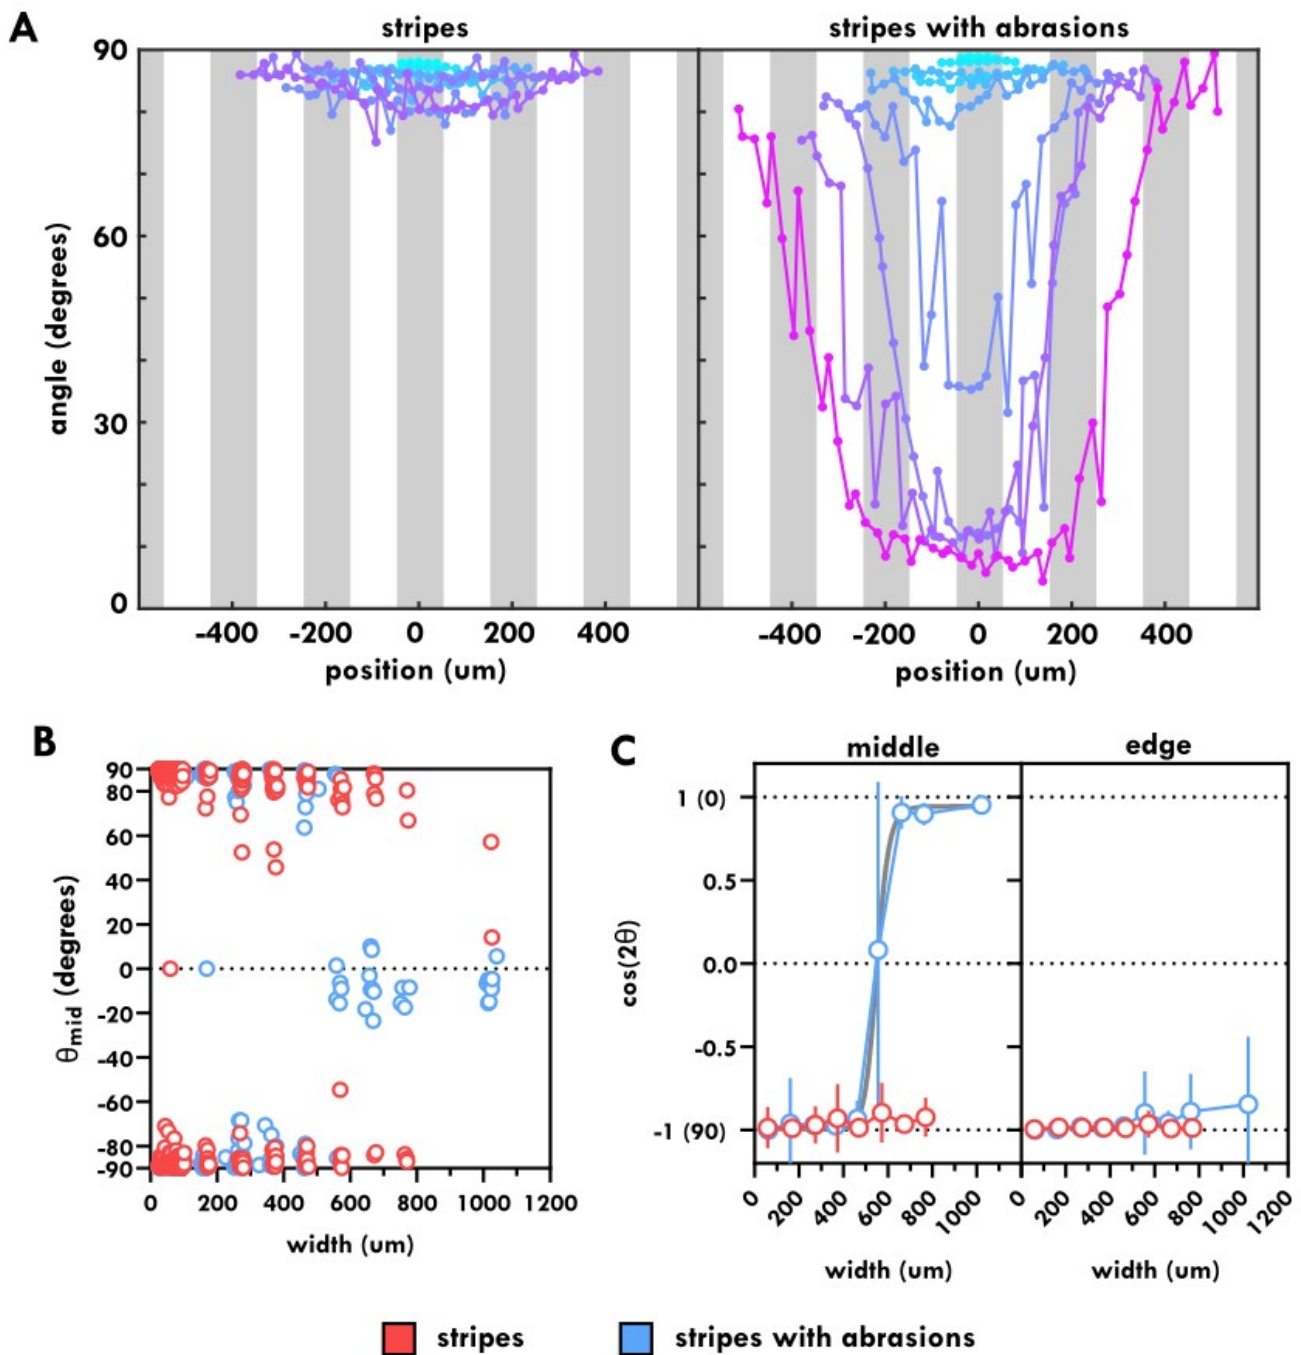 A
stripes
stripes with abrasions
90
60
30
0
angle (degrees)
-400 -200 0 200 400
-400 -200 0 200 400
position (um)
position (um)
B
90
80
60
40
20
0
-20
-40
-60
-80
-90
θmid (degrees)
0 200 400 600 800 1000 1200
width (um)
C
middle
edge
1 (0)
0.5
0.0
-0.5
-1 (90)
cos(2θ)
0 200 400 600 800 1000
0 200 400 600 800 1000 1200
width (um)
width (um)
stripes
stripes with abrasions